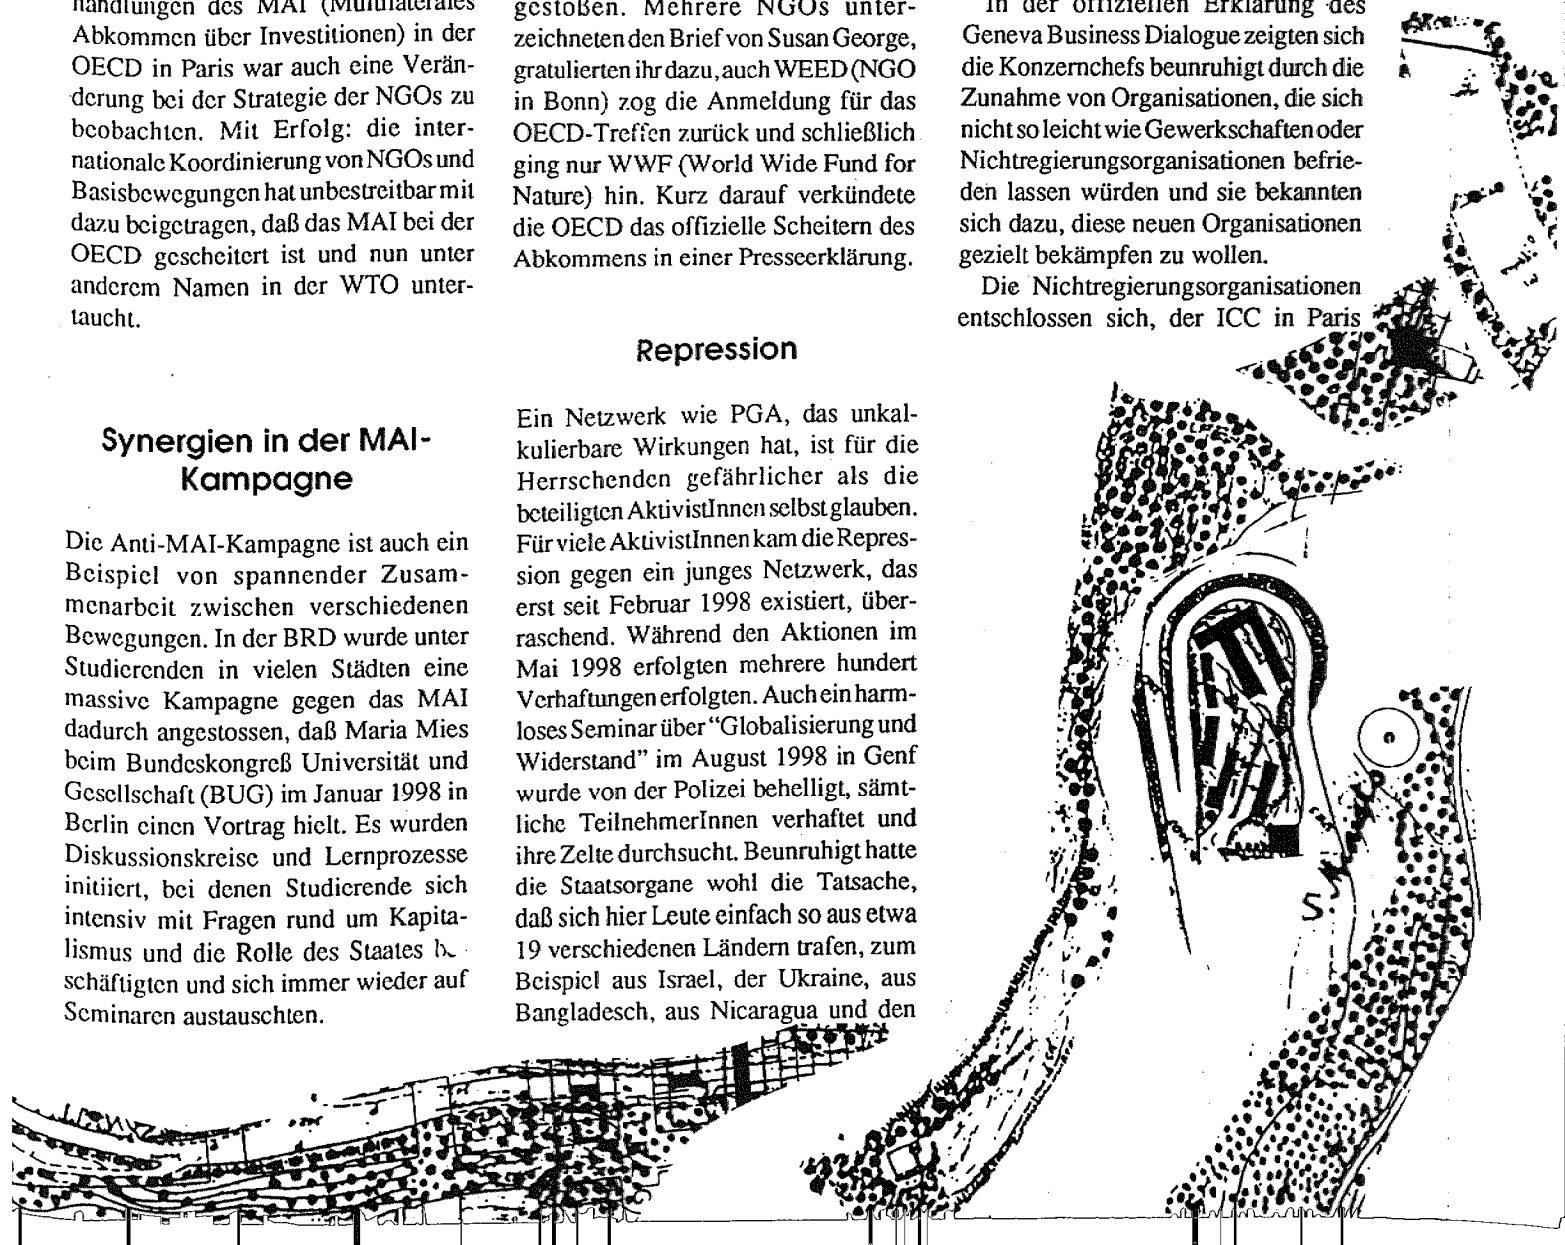 handlungen des MAI (Multilaterales
Abkommen über Investitionen) in der
OECD in Paris war auch eine Verän-
derung bei der Strategie der NGOs zu
beobachten. Mit Erfolg: die inter-
nationale Koordinierung von NGOs und
Basisbewegungen hat unbestreitbar mit
dazu beigetragen, daß das MAI bei der
OECD gescheitert ist und nun unter
anderem Namen in der WTO unter-
taucht.
Synergien in der MAI-
Kampagne
Die Anti-MAI-Kampagne ist auch ein
Beispiel von spannender Zusam-
menarbeit zwischen verschiedenen
Bewegungen. In der BRD wurde unter
Studierenden in vielen Städten eine
massive Kampagne gegen das MAI
dadurch angestossen, daß Maria Mies
beim Bundeskongreß Universität und
Gesellschaft (BUG) im Januar 1998 in
Berlin einen Vortrag hielt. Es wurden
Diskussionskreise und Lernprozesse
initiiert, bei denen Studierende sich
intensiv mit Fragen rund um Kapita-
lismus und die Rolle des Staates
schäftigten und sich immer wieder auf
Seminaren austauschten.
gestoßen. Mehrere NGOs unter-
zeichneten den Brief von Susan George,
gratulierten ihr dazu, auch WEED (NGO
in Bonn) zog die Anmeldung für das
OECD-Treffen zurück und schließlich
ging nur WWF (World Wide Fund for
Nature) hin. Kurz darauf verkündete
die OECD das offizielle Scheitern des
Abkommens in einer Presseerklärung.
Repression
Ein Netzwerk wie PGA, das unkal-
kulierbare Wirkungen hat, ist für die
Herrschenden gefährlicher als die
beteiligten AktivistInnen selbst glauben.
Für viele AktivistInnen kam die Repres-
sion gegen ein junges Netzwerk, das
erst seit Februar 1998 existiert, über-
raschend. Während den Aktionen im
Mai 1998 erfolgten mehrere hundert
Verhaftungen erfolgten. Auch ein harm-
loses Seminar über "Globalisierung und
Widerstand" im August 1998 in Genf
wurde von der Polizei behelligt, sämt-
liche TeilnehmerInnen verhaftet und
ihre Zelte durchsucht. Beunruhigt hatte
die Staatsorgane wohl die Tatsache,
daß sich hier Leute einfach so aus etwa
19 verschiedenen Ländern trafen, zum
Beispiel aus Israel, der Ukraine, aus
Bangladesch, aus Nicaragua und den
In der offiziellen Erklärung des
Geneva Business Dialogue zeigten sich
die Konzernchefs beunruhigt durch die
Zunahme von Organisationen, die sich
nicht so leicht wie Gewerkschaften oder
Nichtregierungsorganisationen befrie-
den lassen würden und sie bekannten
sich dazu, diese neuen Organisationen
gezielt bekämpfen zu wollen.
Die Nichtregierungsorganisationen
entschlossen sich, der ICC in Paris